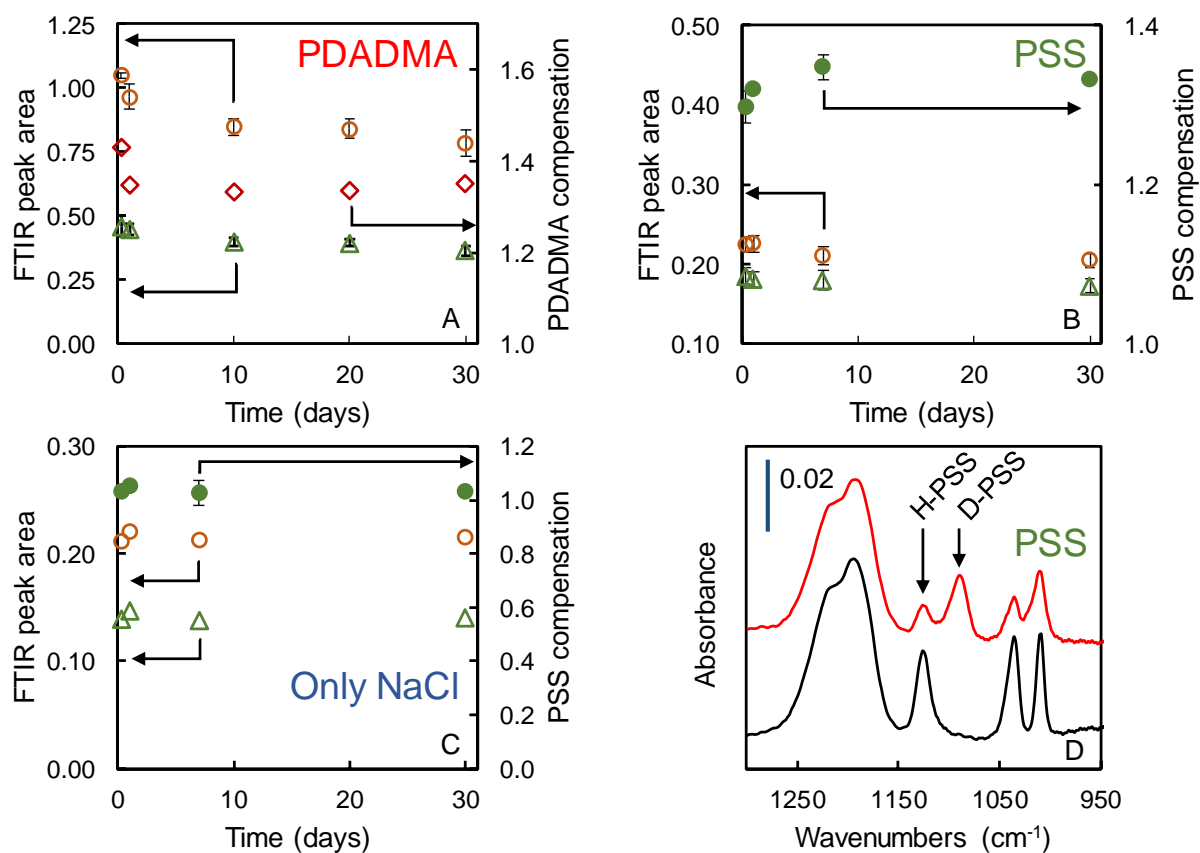 PDADMA
FTIR peak area
1.25
1.00
0.75
0.50
0.25
0.00
1.6
1.4
1.2
1.0
PDADMA compensation
A
0 10 20 30
Time (days)
PSS
FTIR peak area
0.50
0.40
0.30
0.20
0.10
1.4
1.2
1.0
PSS compensation
B
0 10 20 30
Time (days)
FTIR peak area
0.30
0.20
0.10
0.00
1.2
1.0
0.8
0.6
0.4
0.2
0.0
PSS compensation
Only NaCl
C
0 10 20 30
Time (days)
0.02
H-PSS
D-PSS
PSS
Absorbance
D
1250 1150 1050 950
Wavenumbers (cm⁻¹)